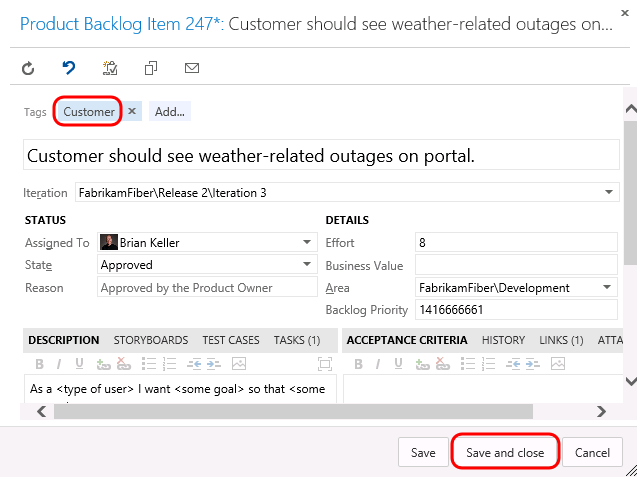 Product Backlog Item 247*: Customer should see weather-related outages on...
Tags Customer × Add...
Customer should see weather-related outages on portal.
Iteration FabrikamFiber\Release 2\Iteration 3
STATUS DETAILS
Assigned To Brian Keller Effort 8
State Approved Business Value
Reason Approved by the Product Owner Area FabrikamFiber\Development
Backlog Priority 1416666661
DESCRIPTION STORYBOARDS TEST CASES TASKS (1) ACCEPTANCE CRITERIA HISTORY LINKS (1) ATTA
B I U B I U
As a <type of user> I want <some goal> so that <some
Save Save and close Cancel